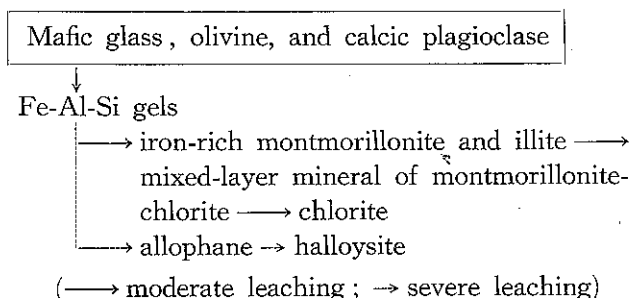 Mafic glass, olivine, and calcic plagioclase
↓
Fe-Al-Si gels
⟶ iron-rich montmorillonite and illite ⟶
mixed-layer mineral of montmorillonite-
chlorite ⟶ chlorite
→ allophane → halloysite
(⟶ moderate leaching; → severe leaching)